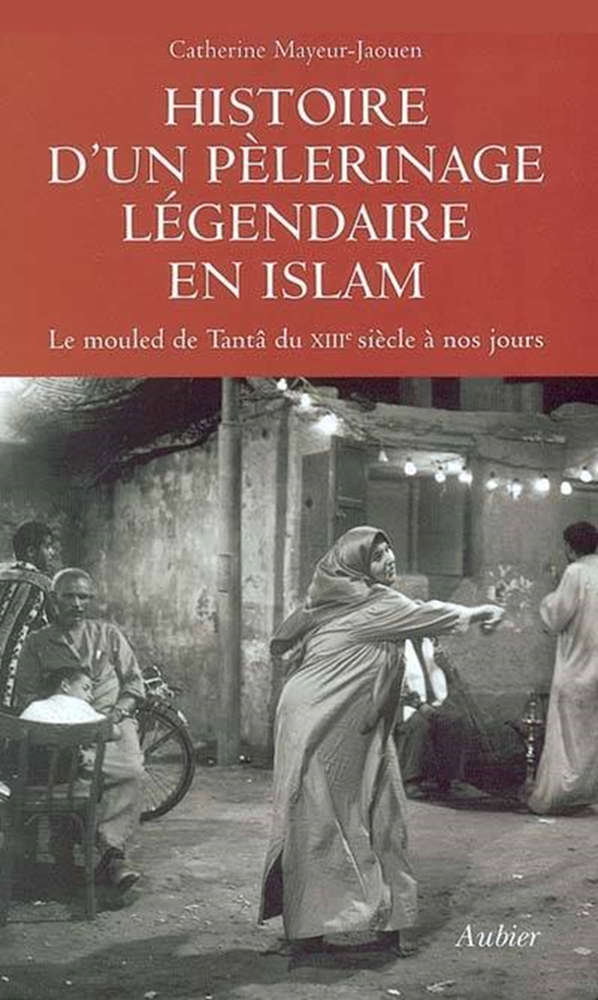 Catherine Mayeur-Jaouen
HISTOIRE
D'UN PÈLERINAGE
LÉGENDAIRE
EN ISLAM
Le mouled de Tantâ du XIIIᵉ siècle à nos jours
Aubier